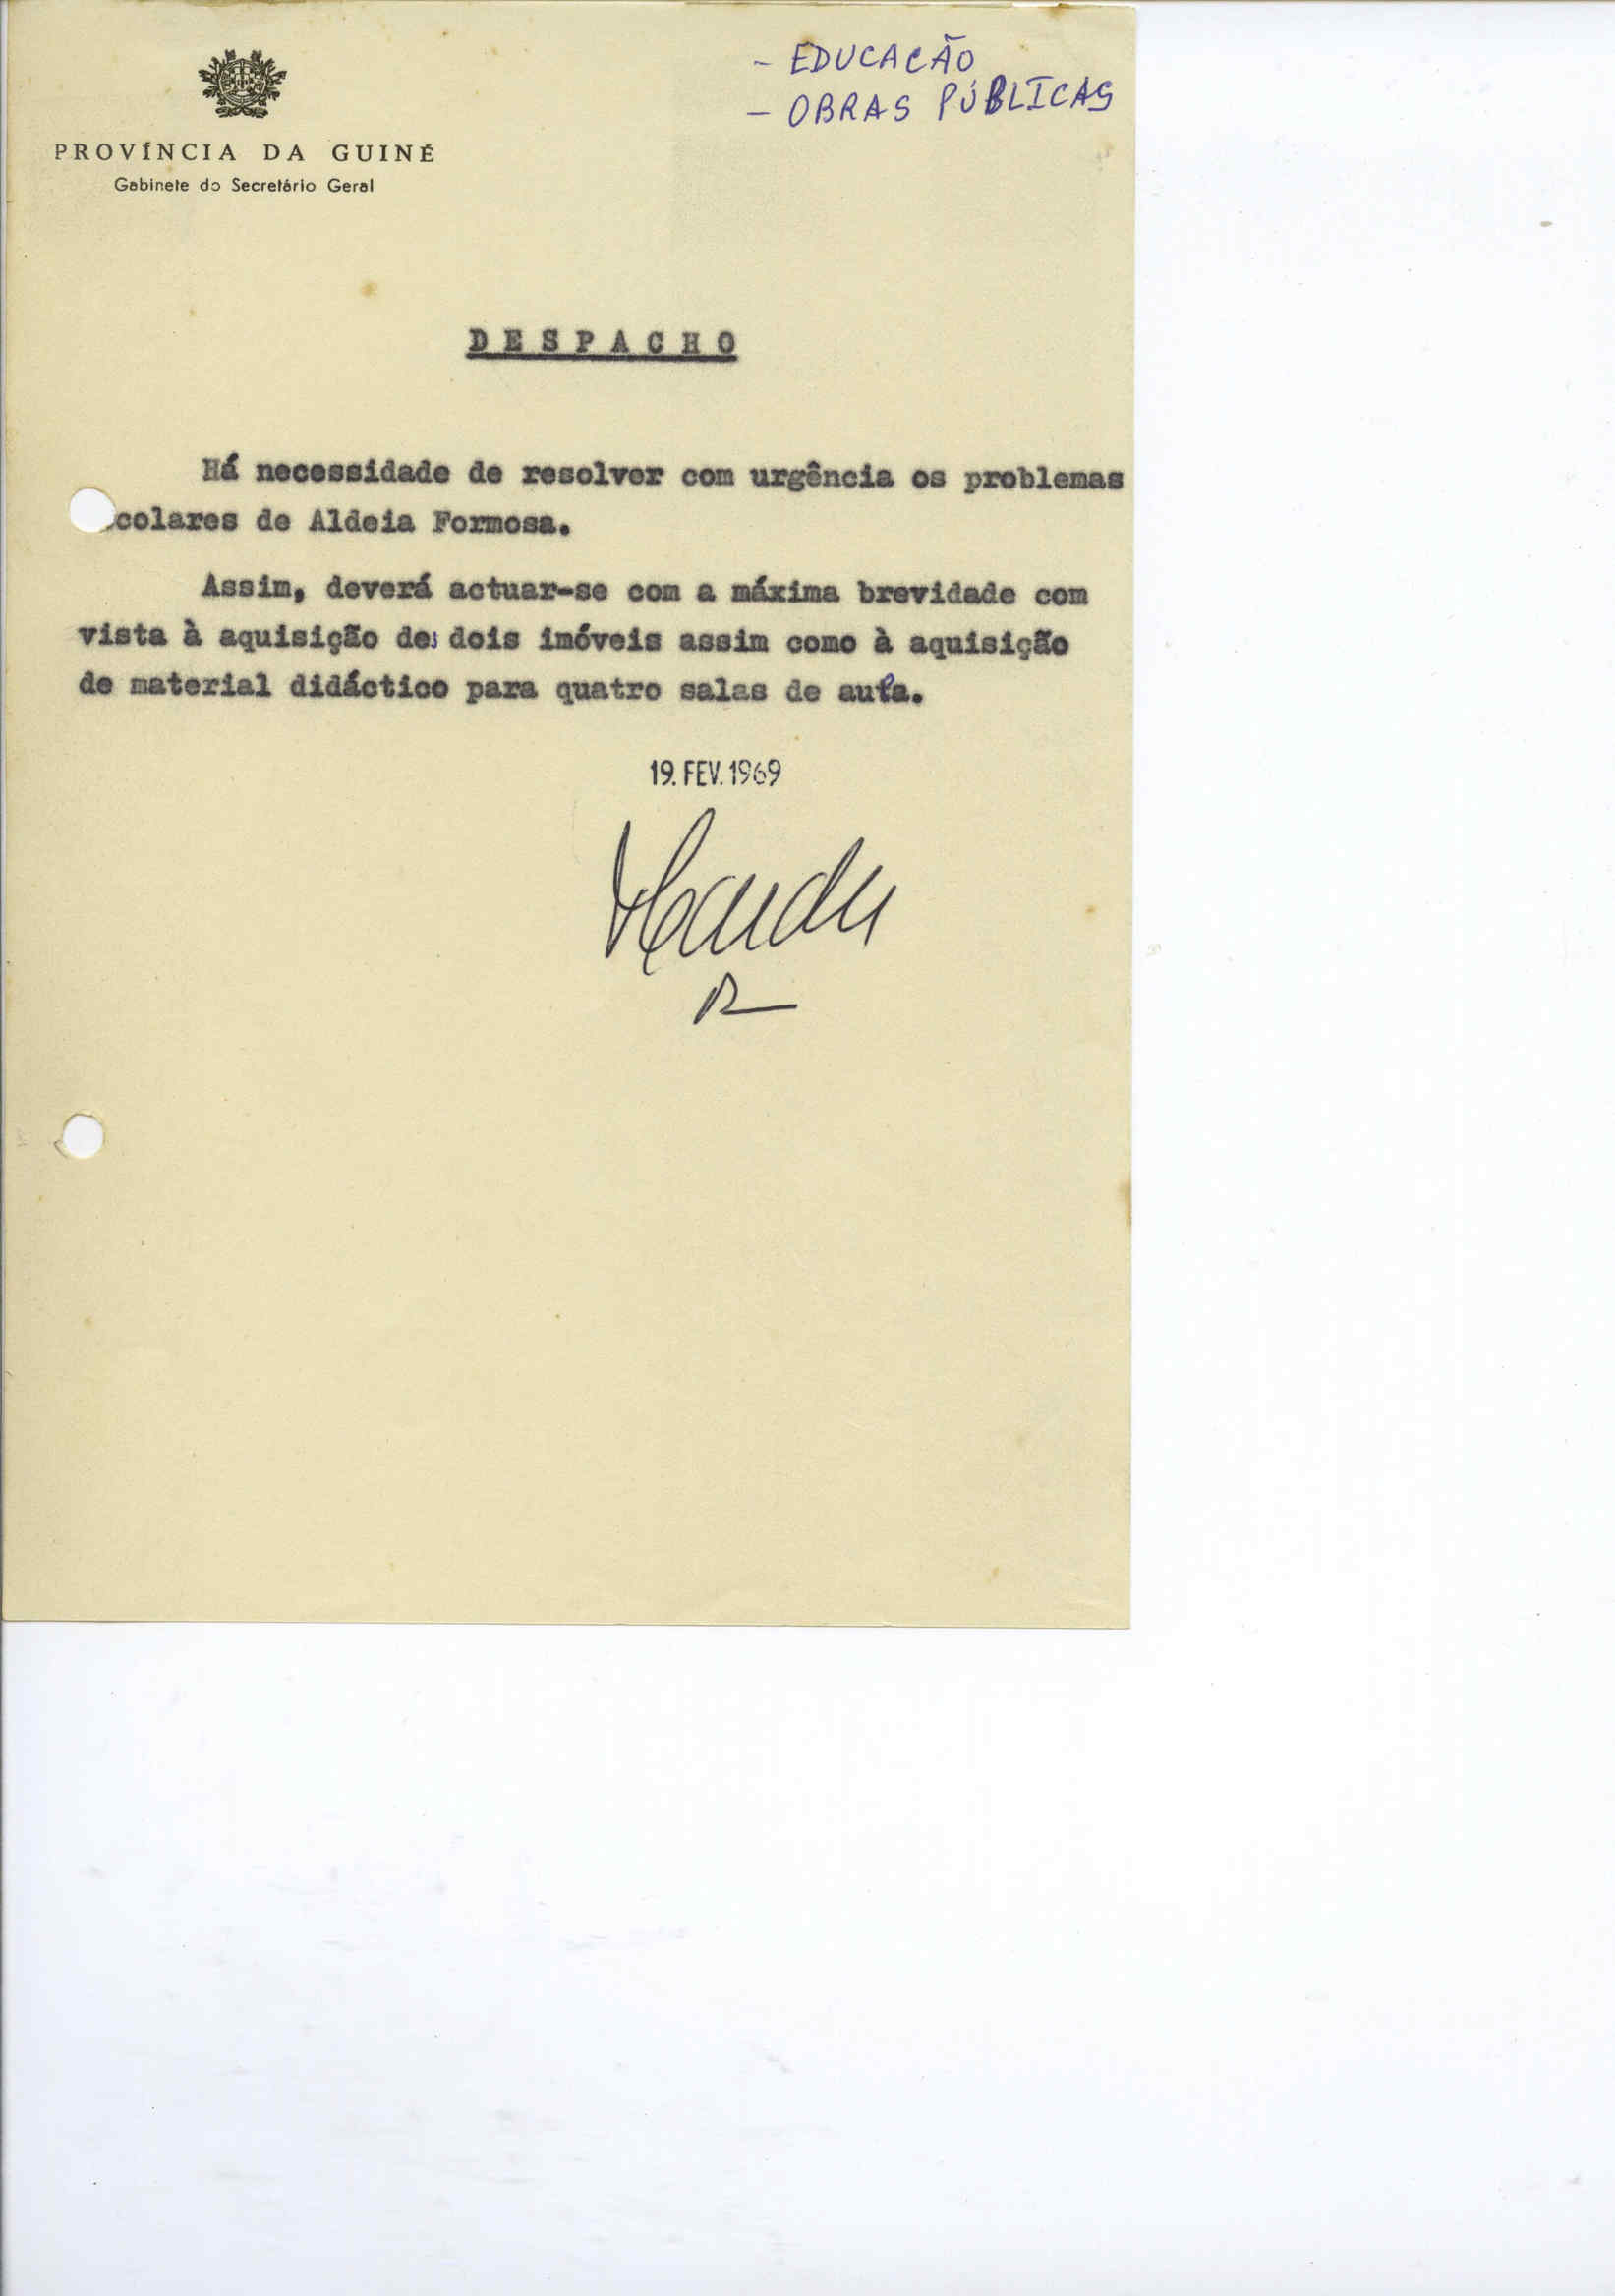 - EDUCACÃO
- OBRAS PÚBLICAS
PROVÍNCIA DA GUINÉ
Gabinete do Secretário Geral
DESPACHO
Há necessidade de resolver com urgência os problemas
colares de Aldeia Formosa.
Assim, deverá actuar-se com a máxima brevidade com
vista à aquisição de dois imóveis assim como à aquisição
de material didáctico para quatro salas de aula.
19. FEV. 1969